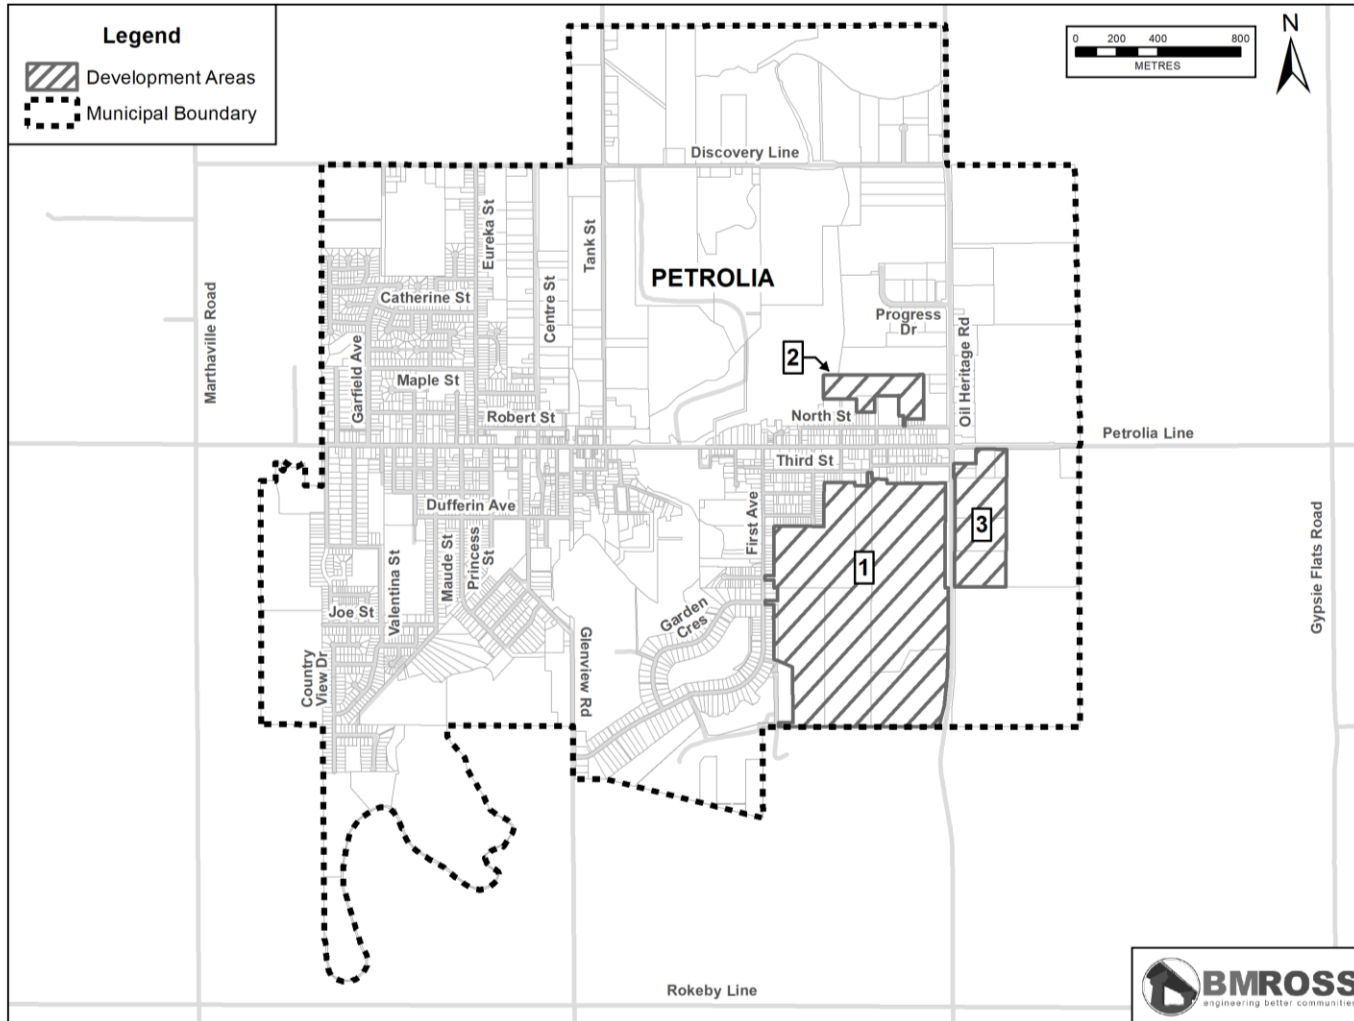 Legend
Development Areas
Municipal Boundary
0 200 400 800
METRES
N
Discovery Line
Eureka St
Tank St
PETROLIA
Catherine St
Centre St
Progress
Dr
Marthaville Road
Garfield Ave
Oil Heritage Rd
2
Maple St
Robert St
North St
Petrolia Line
Third St
Dufferin Ave
First Ave
3
Princess
St
Maude St
Valentina St
1
Gypsie Flats Road
Joe St
Garden
Cres
Glenview Rd
Country
View Dr
Rokeby Line
BMROSS
engineering better communities